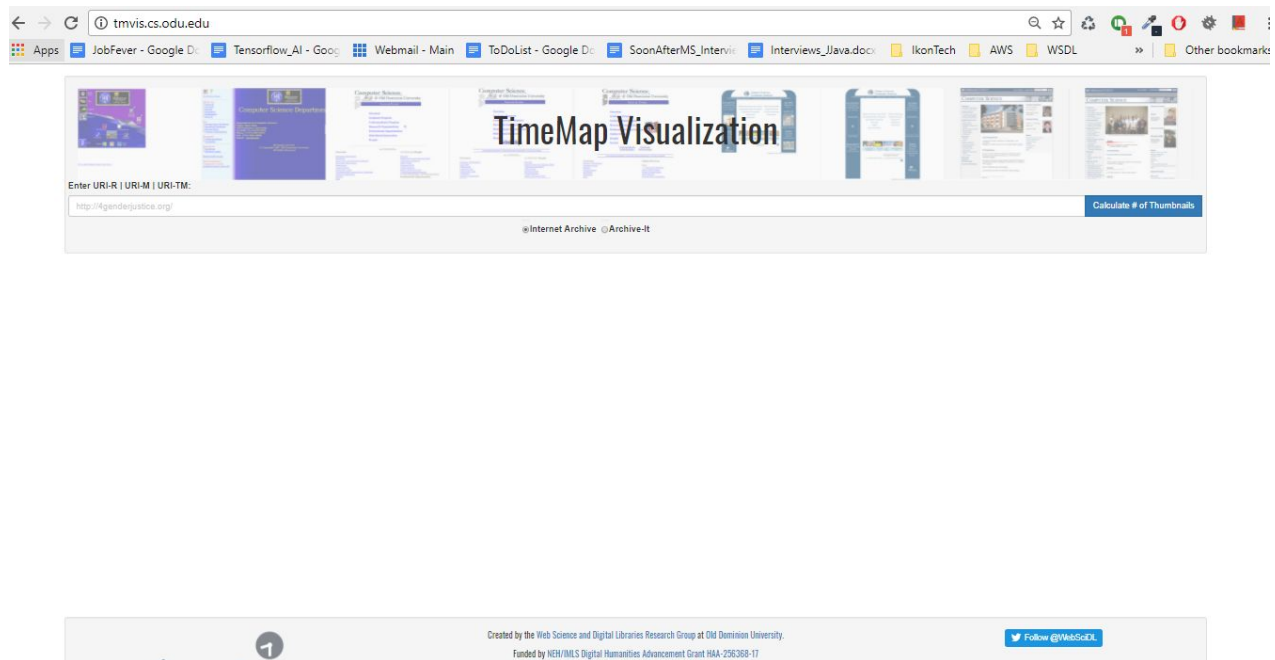 tmvis.cs.odu.edu
Apps JobFever - Google Do Tensorflow_AI - Goog Webmail - Main ToDoList - Google Do SoonAfterMS_Intervie Interviews_JJava.docx IkonTech AWS WSDL » Other bookmarks
TimeMap Visualization
Enter URI-R | URI-M | URI-TM:
http://4genderjustice.org/ Calculate # of Thumbnails
Internet Archive Archive-It
Created by the Web Science and Digital Libraries Research Group at Old Dominion University. Follow @WebSciDL
Funded by NEH/IMLS Digital Humanities Advancement Grant HAA-256368-17